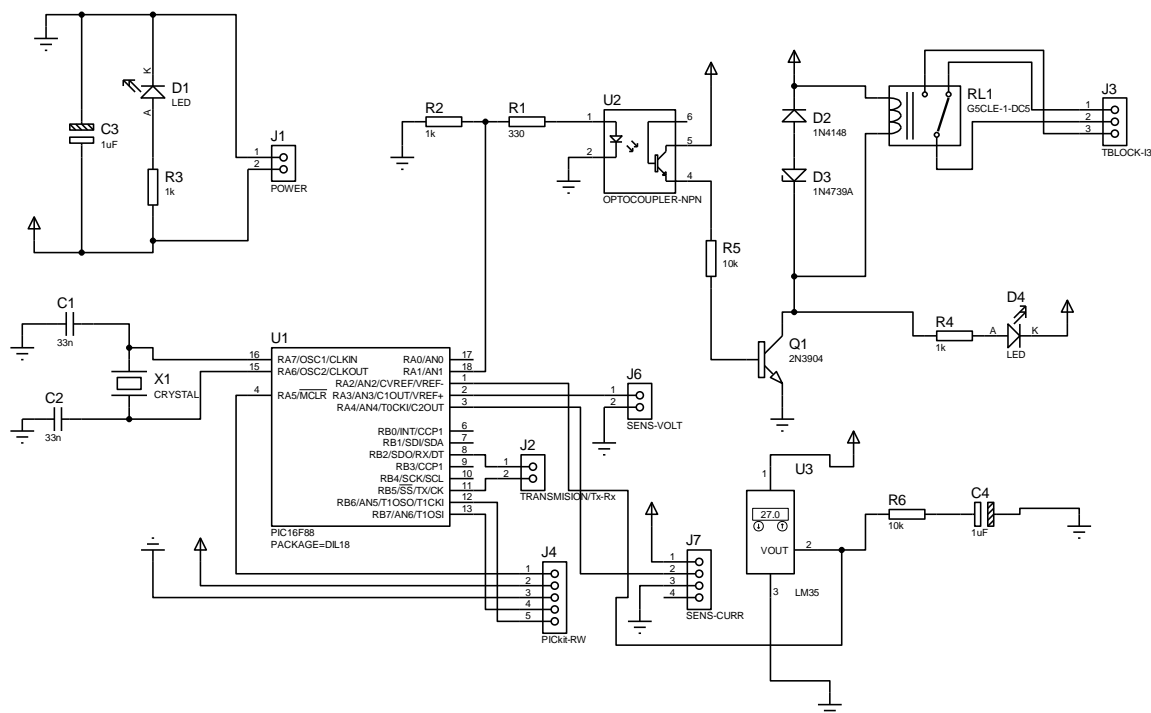 K
D1
LED
A
C3
1uF
R3
1k
J1
1
2
POWER
R2
1k
R1
330
U2
1
2
6
5
4
OPTOCOUPLER-NPN
R5
10k
D2
1N4148
D3
1N4739A
RL1
G5CLE-1-DC5
J3
1
2
3
TBLOCK-I3
Q1
2N3904
R4
1k
D4
A
K
LED
C1
33n
C2
33n
X1
CRYSTAL
U1
16 RA7/OSC1/CLKIN
15 RA6/OSC2/CLKOUT
4 RA5/MCLR
RA0/AN0 17
RA1/AN1 18
RA2/AN2/CVREF/VREF- 1
RA3/AN3/C1OUT/VREF+ 2
RA4/AN4/T0CKI/C2OUT 3
RB0/INT/CCP1 6
RB1/SDI/SDA 7
RB2/SDO/RX/DT 8
RB3/CCP1 9
RB4/SCK/SCL 10
RB5/SS/TX/CK 11
RB6/AN5/T1OSO/T1CKI 12
RB7/AN6/T1OSI 13
PIC16F88
PACKAGE=DIL18
J6
1
2
SENS-VOLT
J2
1
2
TRANSMISION/Tx-Rx
J4
1
2
3
4
5
PICkit-RW
J7
1
2
3
4
SENS-CURR
U3
1
27.0
VOUT
2
3
LM35
R6
10k
C4
1uF